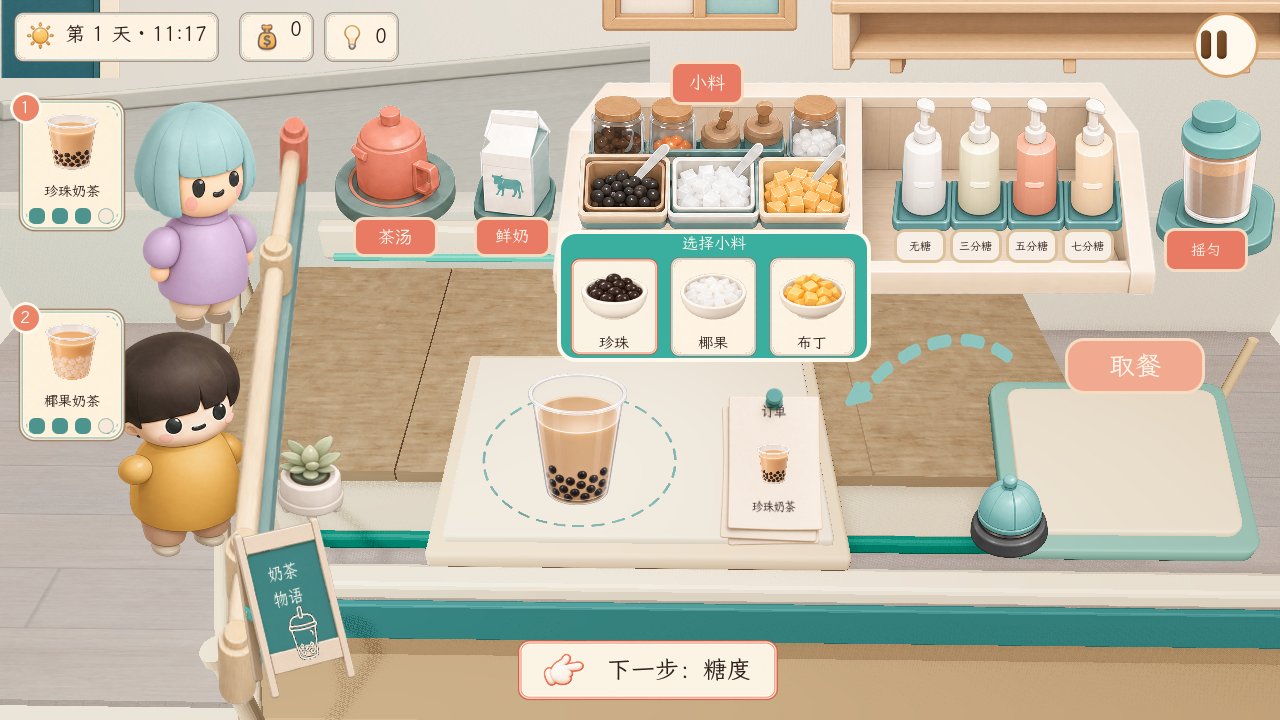 第 1 天·11:17
0
0
小料
1
珍珠奶茶
茶汤
鲜奶
无糖
三分糖
五分糖
七分糖
摇匀
选择小料
珍珠
椰果
布丁
2
椰果奶茶
取餐
订单
珍珠奶茶
奶茶
物语
下一步: 糖度